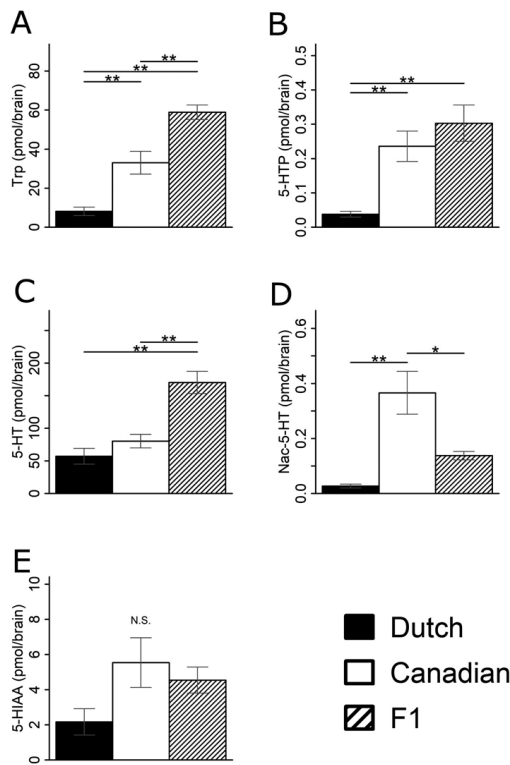 A
Trp (pmol/brain)
0 20 40 60 80
** ** **
B
5-HTP (pmol/brain)
0.0 0.1 0.2 0.3 0.4 0.5
** **
C
5-HT (pmol/brain)
0 50 100 200
** **
D
Nac-5-HT (pmol/brain)
0.0 0.2 0.4 0.6
** *
E
5-HIAA (pmol/brain)
0 2 4 6 8 10
N.S.
Dutch
Canadian
F1